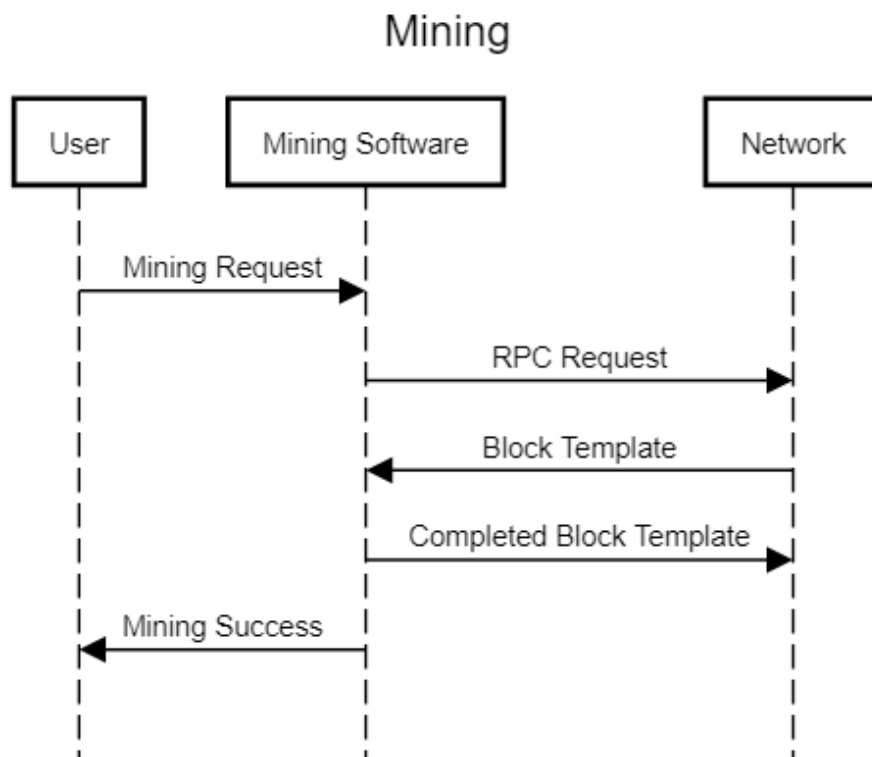 Mining
User
Mining Software
Network
Mining Request
RPC Request
Block Template
Completed Block Template
Mining Success